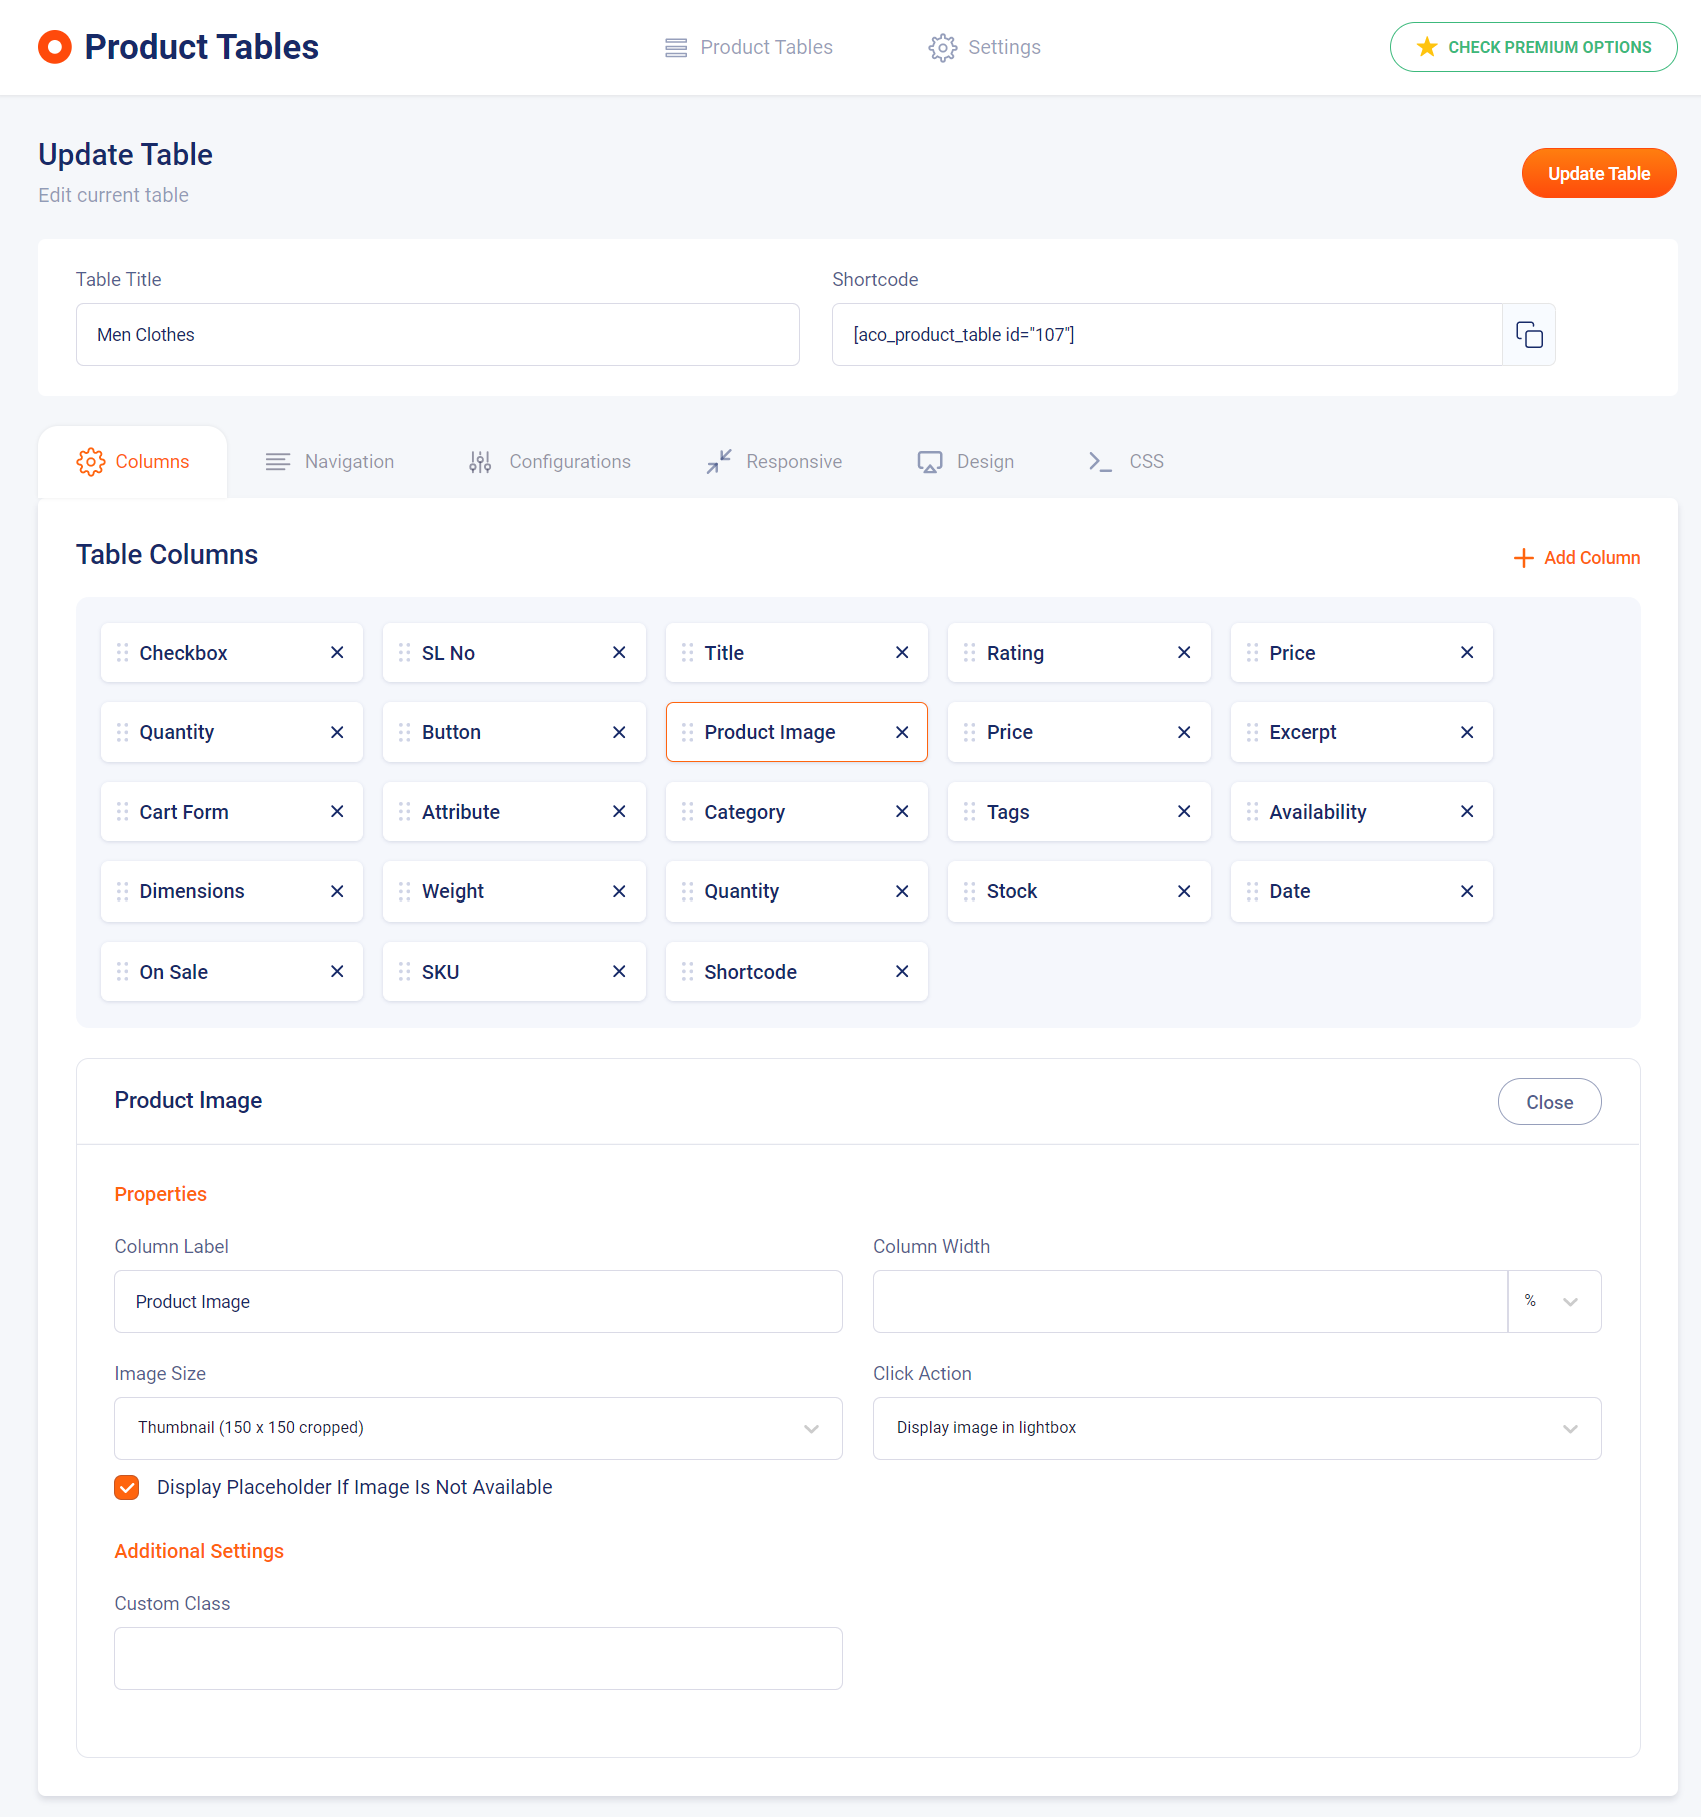 Product Tables
Product Tables
Settings
CHECK PREMIUM OPTIONS
Update Table
Edit current table
Update Table
Table Title
Shortcode
Men Clothes
[aco_product_table id="107"]
Columns
Navigation
Configurations
Responsive
Design
CSS
Table Columns
Add Column
Checkbox
SL No
Title
Rating
Price
Quantity
Button
Product Image
Price
Excerpt
Cart Form
Attribute
Category
Tags
Availability
Dimensions
Weight
Quantity
Stock
Date
On Sale
SKU
Shortcode
Product Image
Close
Properties
Column Label
Column Width
Product Image
%
Image Size
Click Action
Thumbnail (150 x 150 cropped)
Display image in lightbox
Display Placeholder If Image Is Not Available
Additional Settings
Custom Class